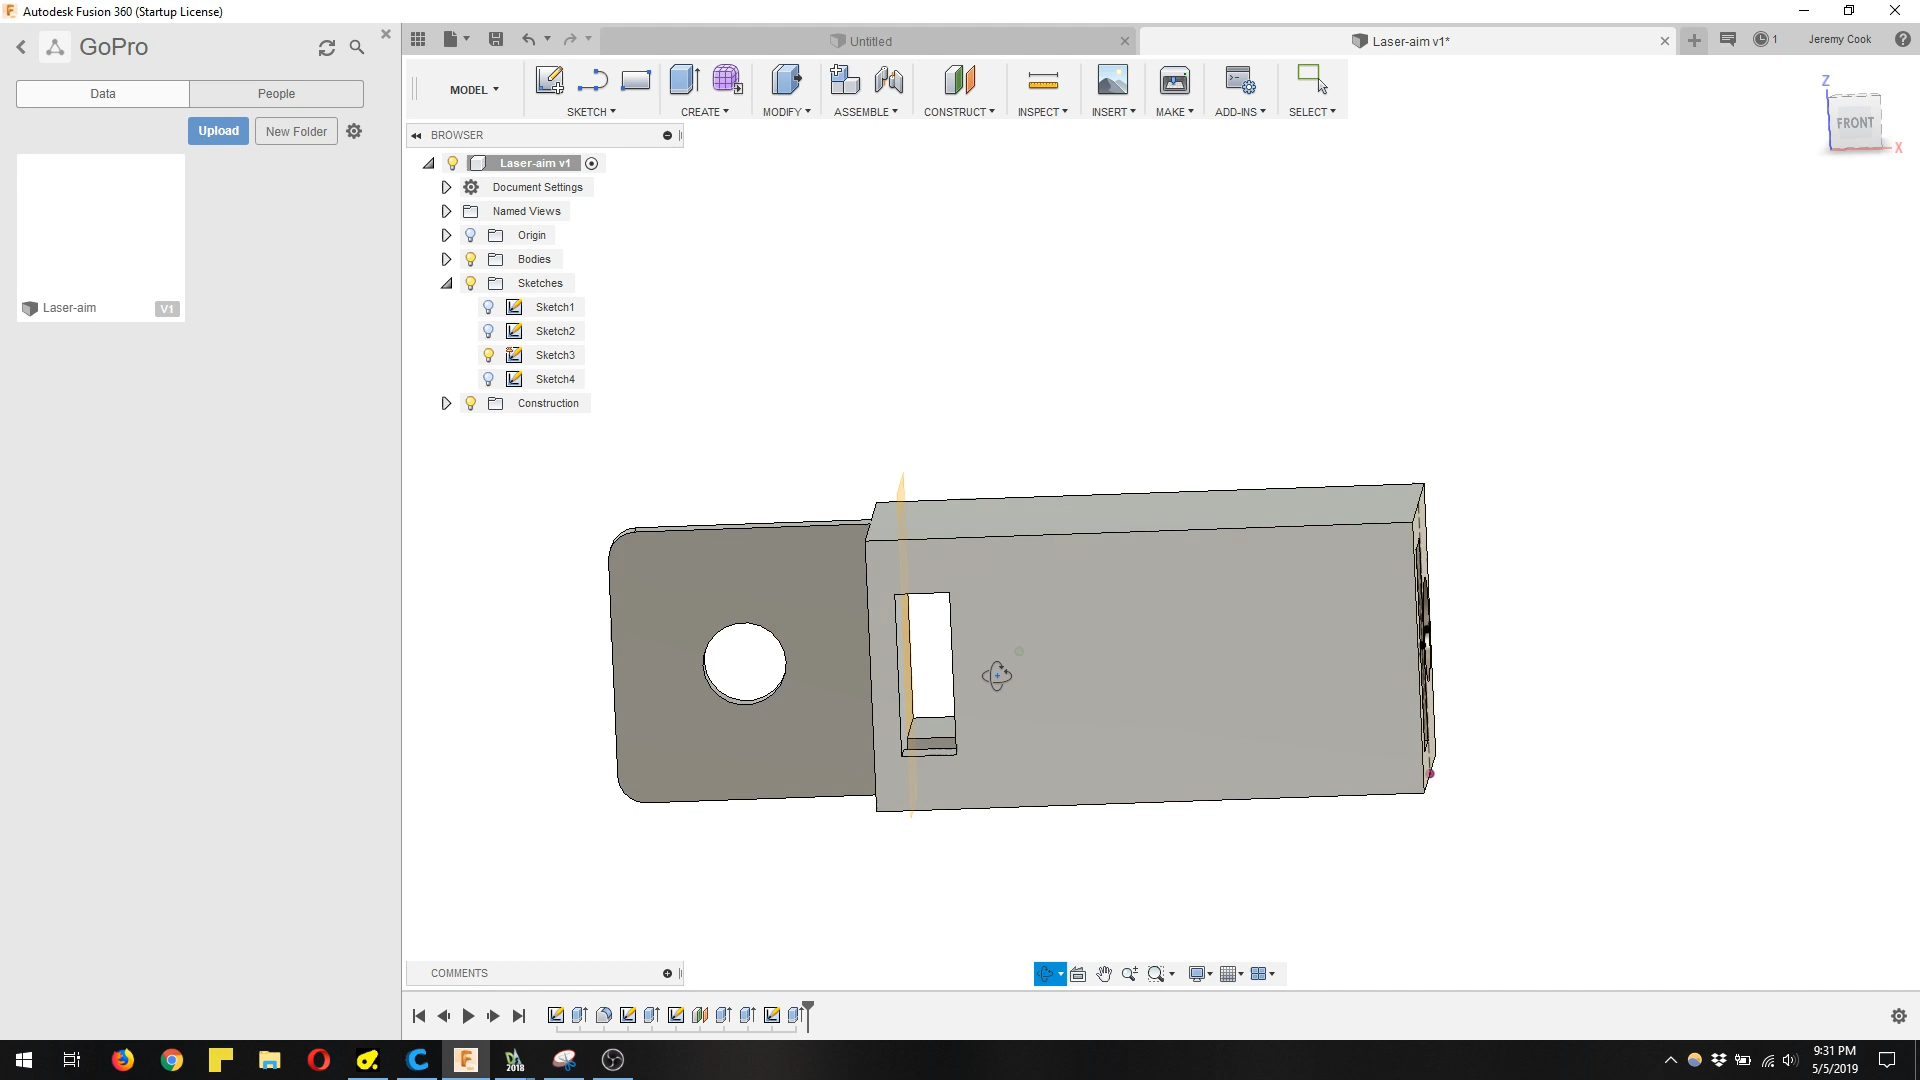 Autodesk Fusion 360 (Startup License)
GoPro
Data People
Upload New Folder
Laser-aim V1
Untitled
Laser-aim v1*
1
Jeremy Cook
MODEL
SKETCH CREATE MODIFY ASSEMBLE CONSTRUCT INSPECT INSERT MAKE ADD-INS SELECT
BROWSER
Laser-aim v1
Document Settings
Named Views
Origin
Bodies
Sketches
Sketch1
Sketch2
Sketch3
Sketch4
Construction
Z
FRONT
X
COMMENTS
2018
9:31 PM
5/5/2019